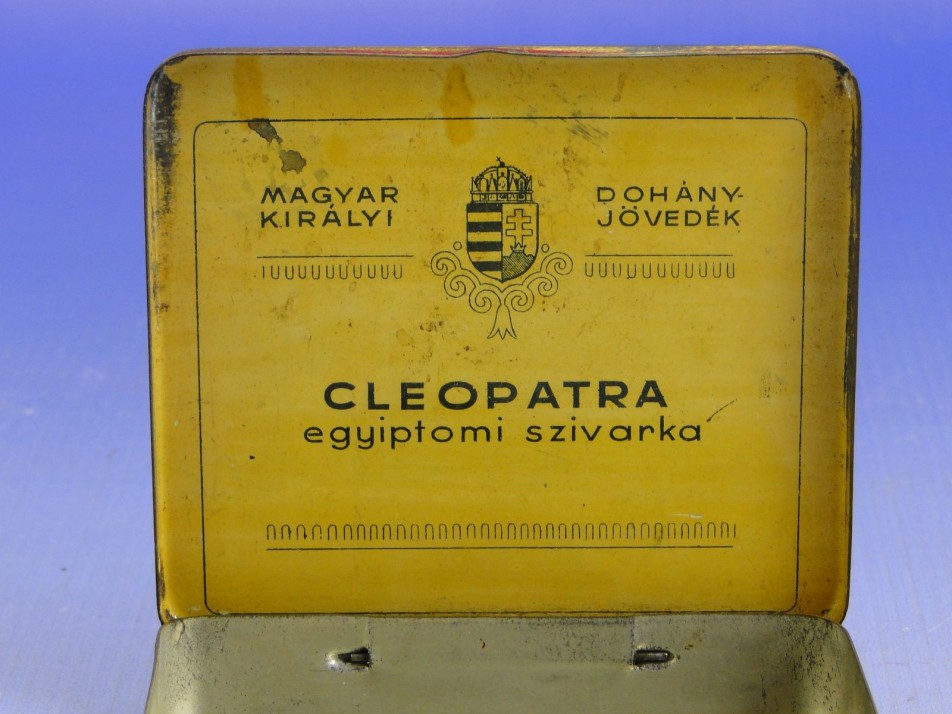 MAGYAR
KIRÁLYI
DOHÁNY-
JÖVEDÉK
CLEOPATRA
egyiptomi szivarka